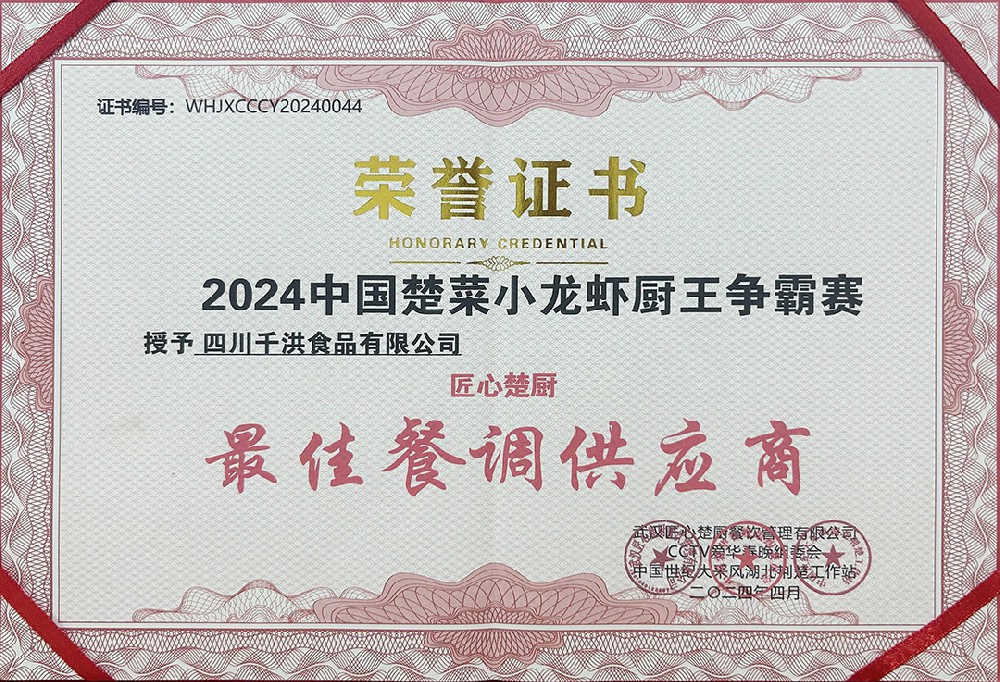 证书编号：WHJXCCCY20240044
荣誉证书
HONORARY CREDENTIAL
2024中国楚菜小龙虾厨王争霸赛
授予 四川千洪食品有限公司
匠心楚厨
最佳餐调供应商
武汉匠心楚厨餐饮管理有限公司
CCTV爱华春晚组委会
中国世纪大采风湖北荆楚工作站
二〇二四年四月